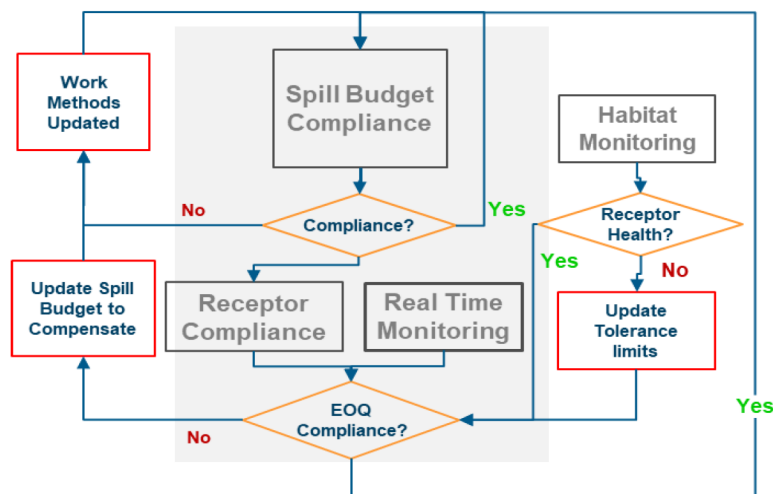 Work
Methods
Updated
Spill Budget
Compliance
Habitat
Monitoring
No
Compliance?
Yes
Receptor
Health?
Yes
No
Update Spill
Budget to
Compensate
Receptor
Compliance
Real Time
Monitoring
Update
Tolerance
limits
EOQ
Compliance?
No
Yes